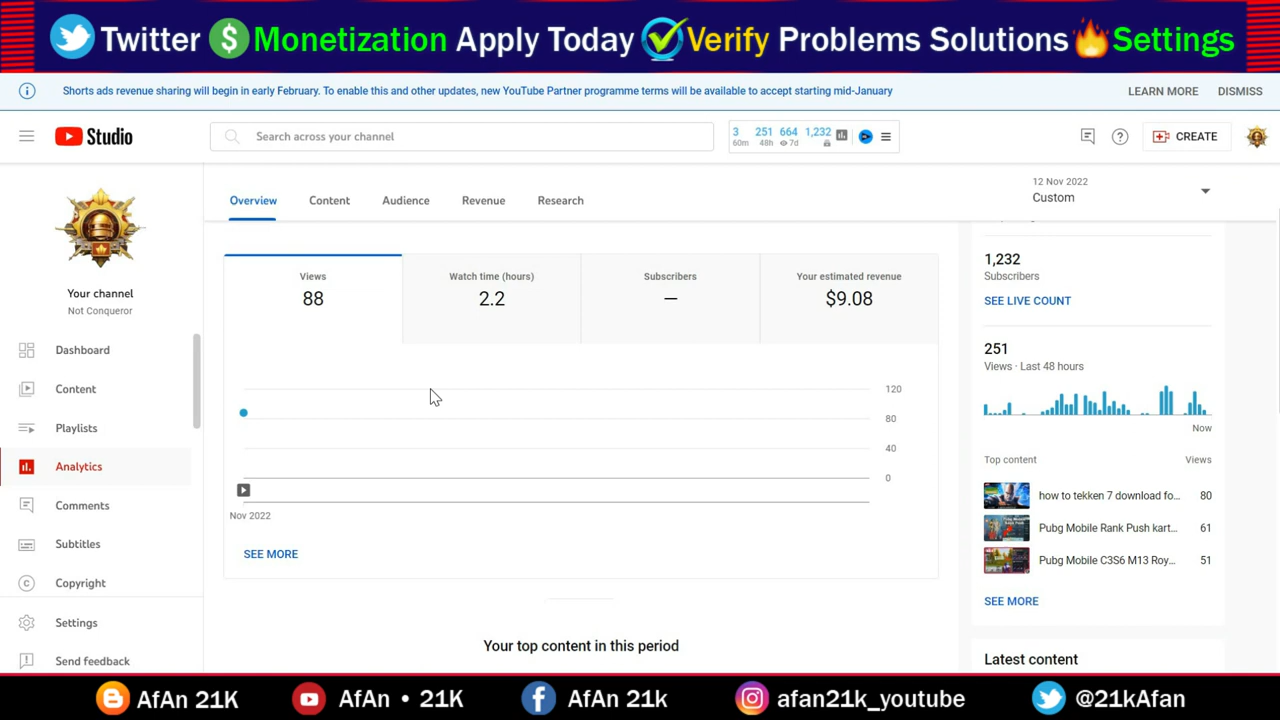 Twitter $ Monetization Apply Today Verify Problems Solutions Settings
Shorts ads revenue sharing will begin in early February. To enable this and other updates, new YouTube Partner programme terms will be available to accept starting mid-January
LEARN MORE
DISMISS
Studio
Search across your channel
3 251 664 1,232
60m 48h 7d
CREATE
Overview
Content
Audience
Revenue
Research
12 Nov 2022
Custom
Your channel
Not Conqueror
Dashboard
Content
Playlists
Analytics
Comments
Subtitles
Copyright
Settings
Send feedback
Views
88
Watch time (hours)
2.2
Subscribers
—
Your estimated revenue
$9.08
120
80
40
0
Nov 2022
SEE MORE
Your top content in this period
1,232
Subscribers
SEE LIVE COUNT
251
Views · Last 48 hours
Now
Top content Views
how to tekken 7 download fo... 80
Pubg Mobile Rank Push kart... 61
Pubg Mobile C3S6 M13 Roy... 51
SEE MORE
Latest content
AfAn 21K
AfAn • 21K
AfAn 21k
afan21k_youtube
@21kAfan